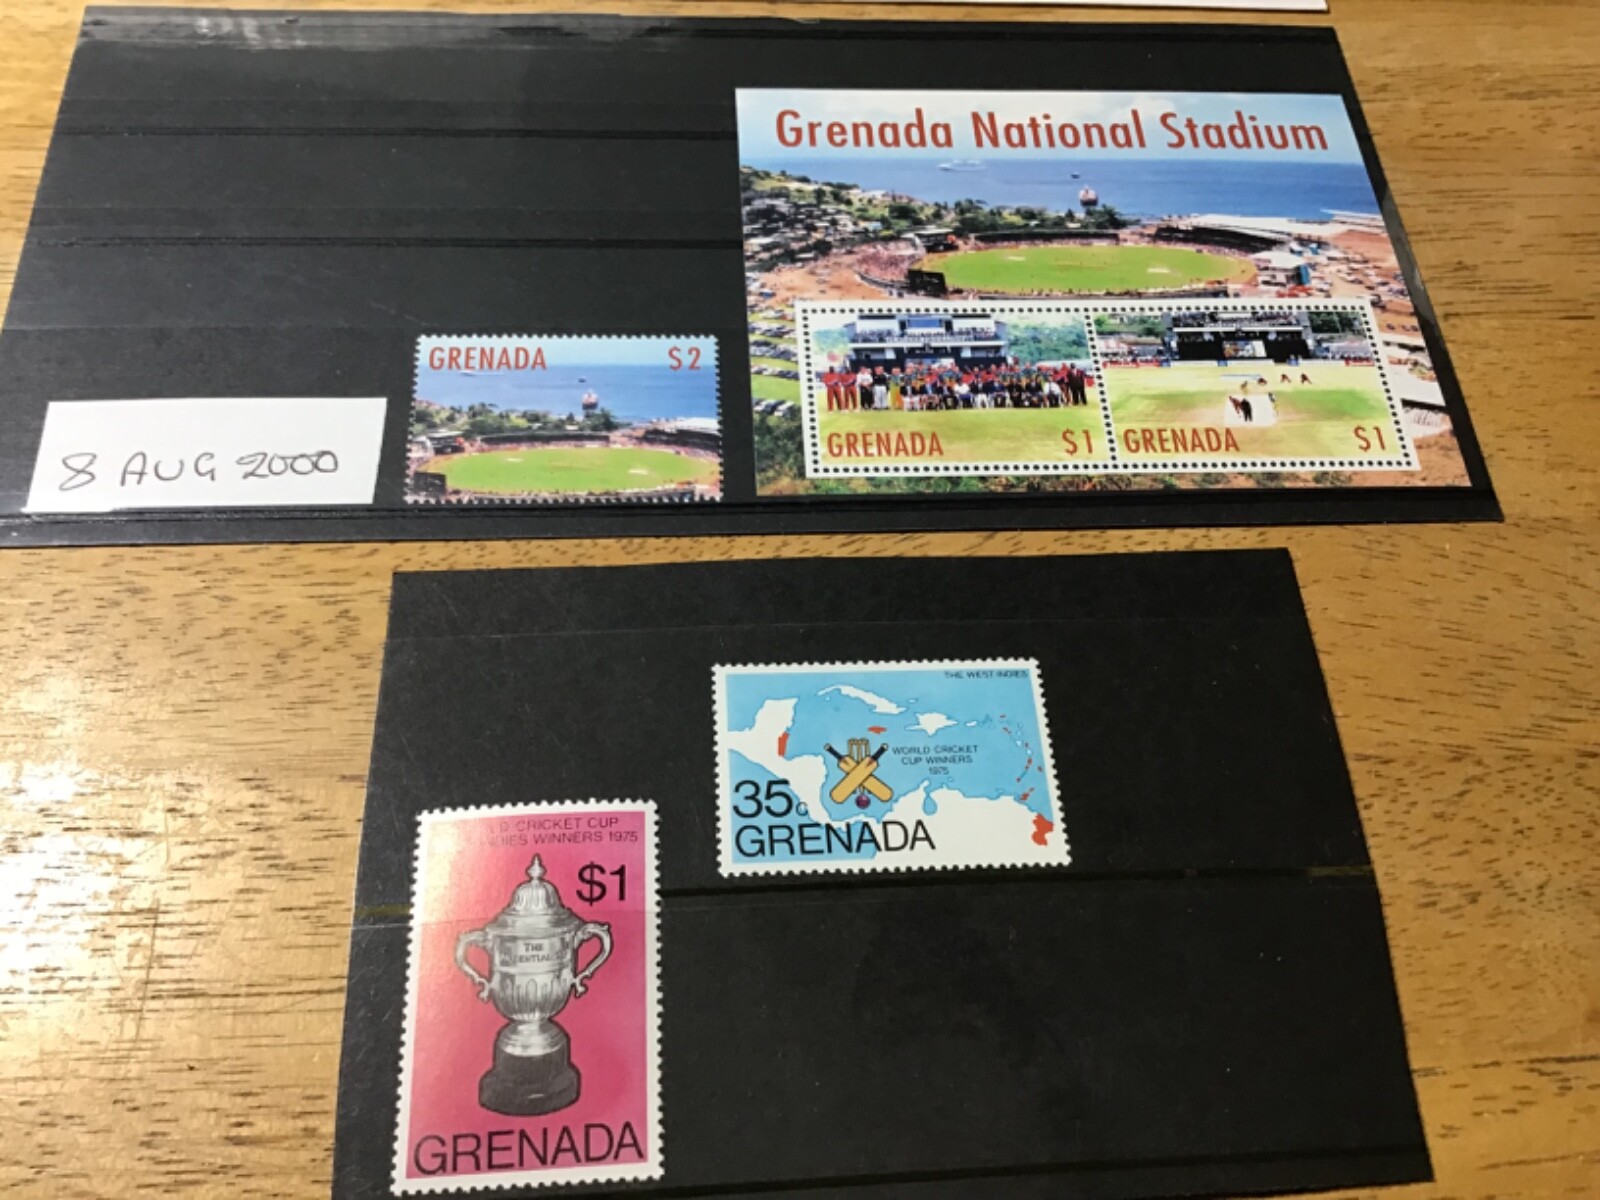 Grenada National Stadium
GRENADA $2
GRENADA $1
GRENADA $1
8 AUG 2000
THE WEST INDIES
WORLD CRICKET
CUP WINNERS
1975
35c
GRENADA
CRICKET CUP
WINNERS 1975
$1
THE
GRENADA